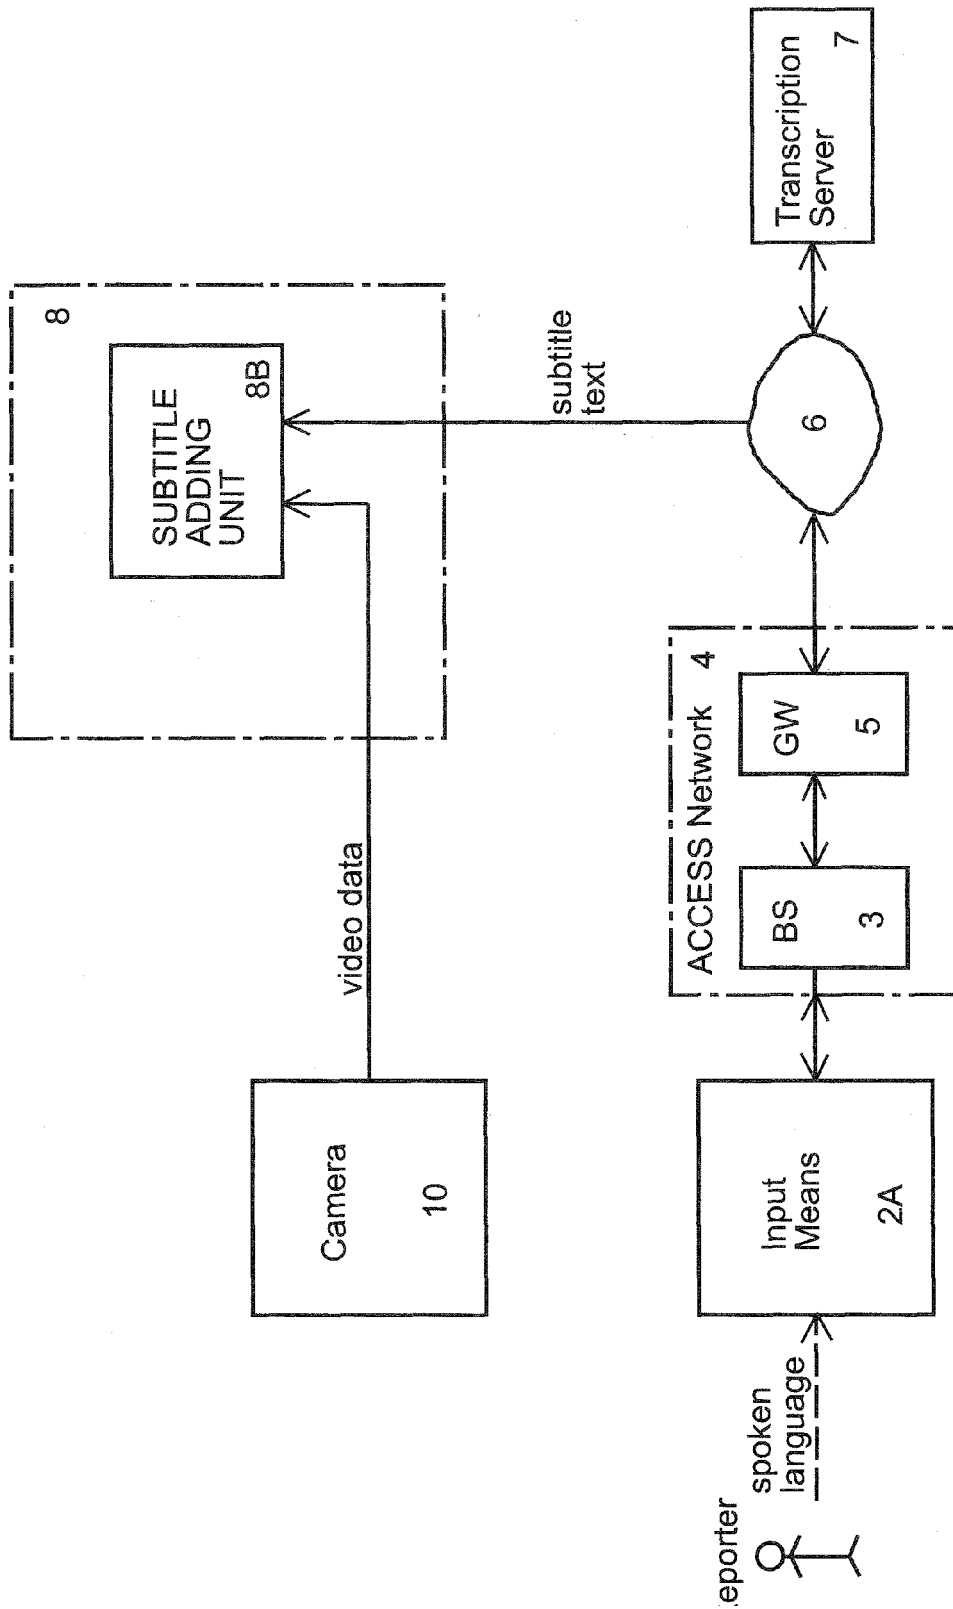 8
SUBTITLE
ADDING
UNIT
8B
video data
subtitle
text
Camera
10
Reporter
spoken
language
Input
Means
2A
ACCESS Network 4
BS
3
GW
5
6
Transcription
Server
7